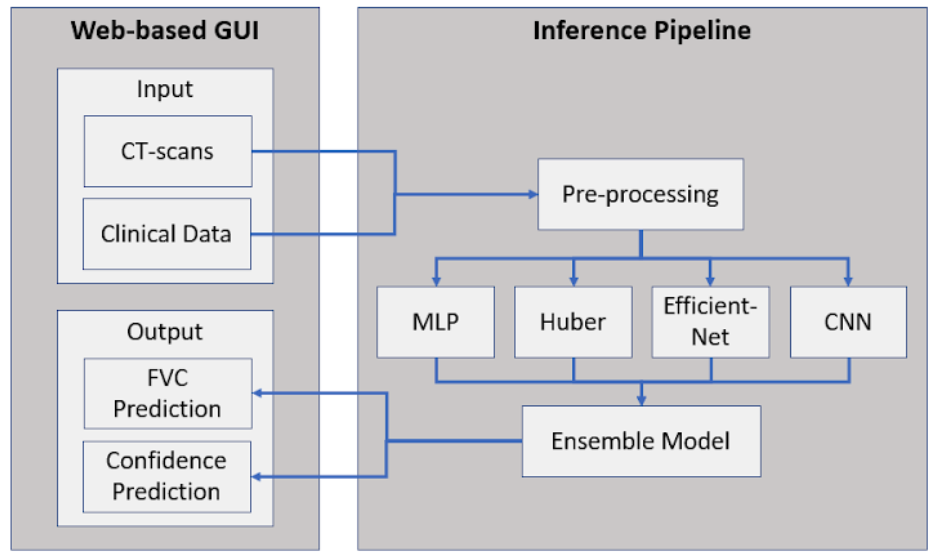 Web-based GUI
Input
CT-scans
Clinical Data
Output
FVC
Prediction
Confidence
Prediction
Inference Pipeline
Pre-processing
MLP
Huber
Efficient-
Net
CNN
Ensemble Model